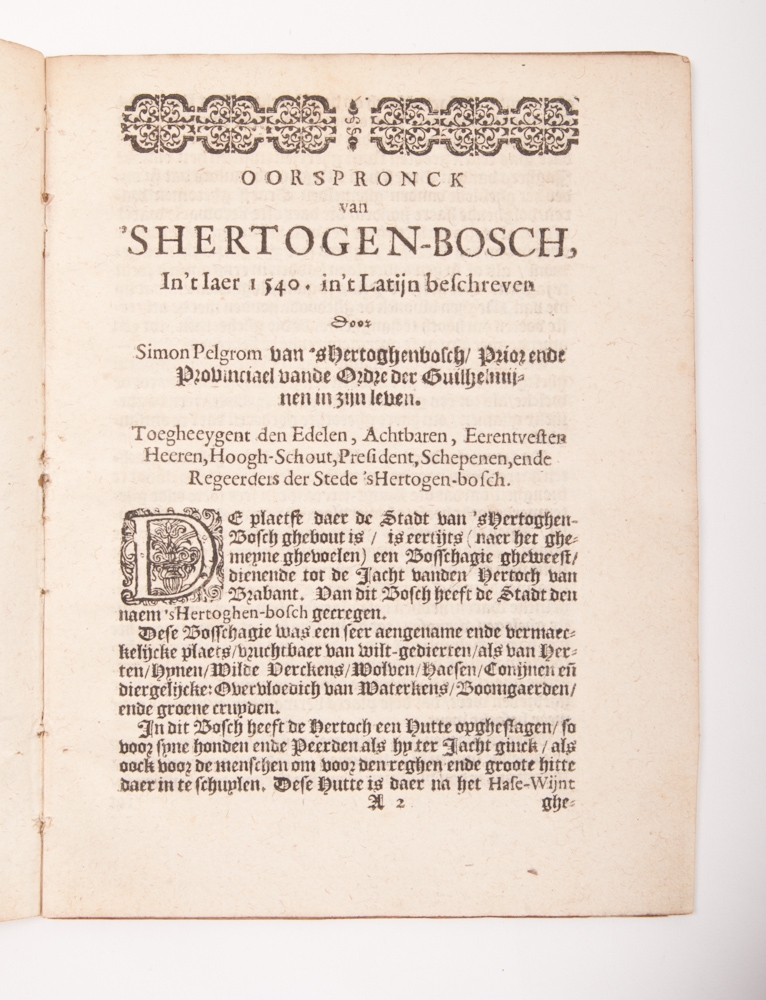 OORSPRONCK
van
'SHERTOGEN-BOSCH,
In't Iaer 1540. in't Latijn beschreven
Door
Simon Pelgrom van 'sHertoghenbosch/ Prior ende
Provinciael vande Ordre der Guilhelmij-
nen in zijn leven.
Toegheeygent den Edelen, Achtbaren, Eerentvesten
Heeren, Hoogh-Schout, President, Schepenen, ende
Regeerders der Stede 'sHertogen-bosch.
DE plaetse daer de Stadt van 'sHertoghen-
Bosch ghebout is / is eertijts (naer het ghe-
meyne ghevoelen) een Bosschagie gheweest/
dienende tot de Jacht vanden Hertoch van
Brabant. Van dit Bosch heeft de Stadt den
naem 'sHertoghen-bosch geeregen.
Dese Bosschagie was een seer aengename ende vermaec-
kelijcke plaets/vruchtbaer van wilt-gedierten/als van Her-
ten/Hynen/Wilde Verckens/Wolven/Haesen/Conijnen eñ
diergelijcke: Overvloedich van Waterkens/Boomgaerden/
ende groene cruyden.
In dit Bosch heeft de Hertoch een Hutte opgheslagen/ so
voor syne honden ende Peerden als hy ter Jacht ginck / als
oock voor de menschen om voor den reghen ende groote hitte
daer in te schuylen. Dese Hutte is daer na het Hase-Wijnt
A 2 ghe-